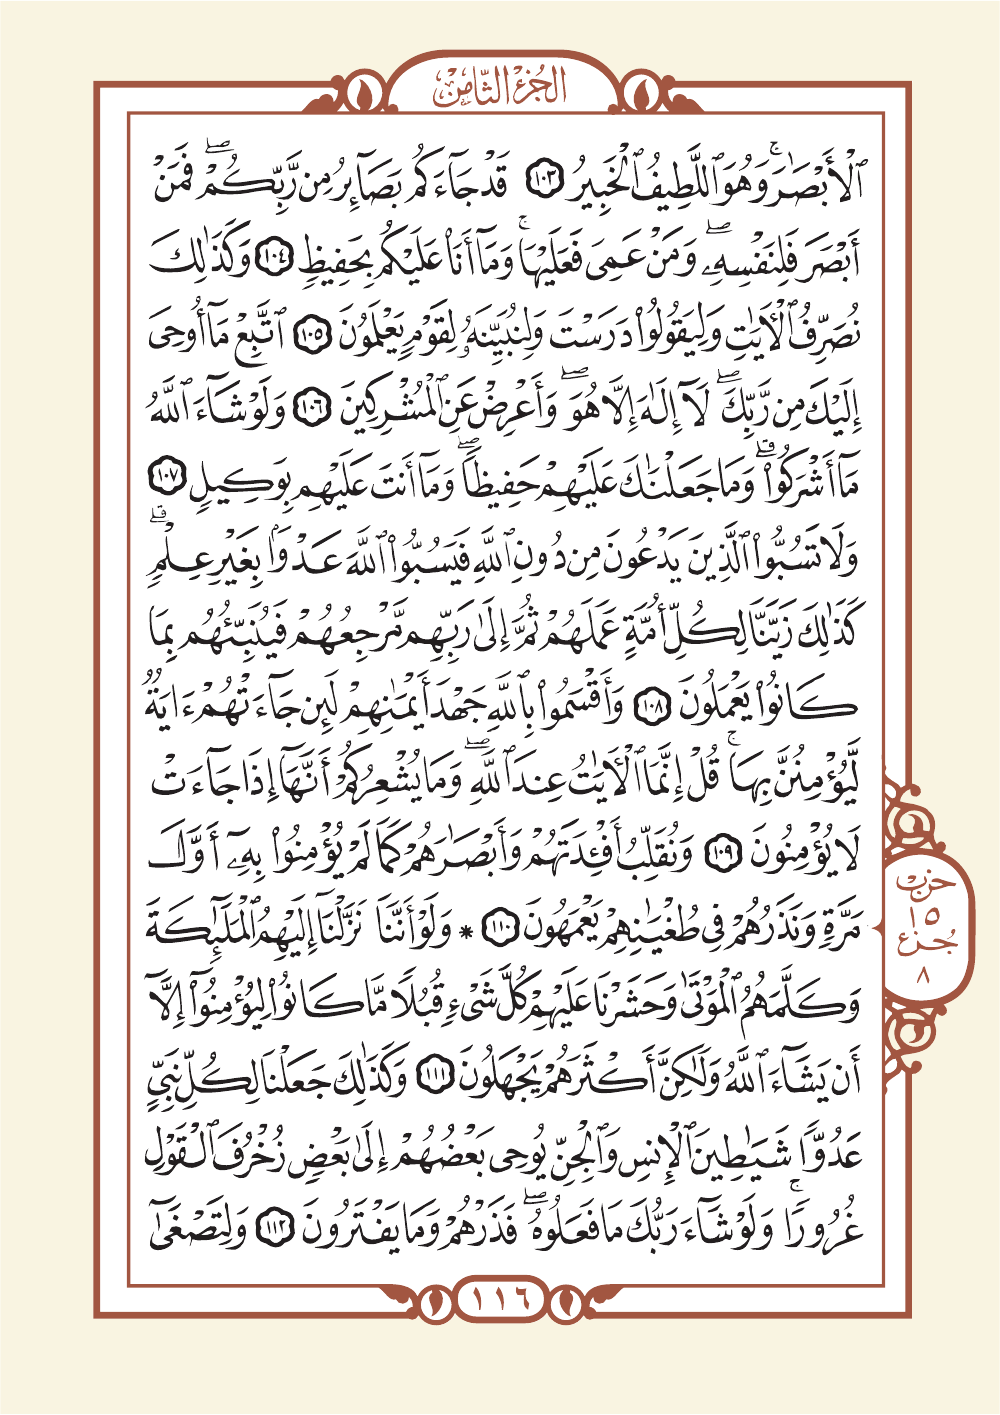 الجُزْءُ الثَّامِنُ
ٱلْأَبْصَٰرَۚ وَهُوَ ٱللَّطِيفُ ٱلْخَبِيرُ ١٠٣ قَدْ جَآءَكُم بَصَآئِرُ مِن رَّبِّكُمْۖ فَمَنْ
أَبْصَرَ فَلِنَفْسِهِۦۖ وَمَنْ عَمِيَ فَعَلَيْهَاۚ وَمَآ أَنَا۠ عَلَيْكُم بِحَفِيظٍ ١٠٤ وَكَذَٰلِكَ
نُصَرِّفُ ٱلْأٓيَٰتِ وَلِيَقُولُوا۟ دَرَسْتَ وَلِنُبَيِّنَهُۥ لِقَوْمٍ يَعْلَمُونَ ١٠٥ ٱتَّبِعْ مَآ أُوحِيَ
إِلَيْكَ مِن رَّبِّكَۖ لَآ إِلَٰهَ إِلَّا هُوَۖ وَأَعْرِضْ عَنِ ٱلْمُشْرِكِينَ ١٠٦ وَلَوْ شَآءَ ٱللَّهُ
مَآ أَشْرَكُوا۟ۗ وَمَا جَعَلْنَٰكَ عَلَيْهِمْ حَفِيظًاۖ وَمَآ أَنتَ عَلَيْهِم بِوَكِيلٍ ١٠٧
وَلَا تَسُبُّوا۟ ٱلَّذِينَ يَدْعُونَ مِن دُونِ ٱللَّهِ فَيَسُبُّوا۟ ٱللَّهَ عَدْوًۢا بِغَيْرِ عِلْمٍۗ
كَذَٰلِكَ زَيَّنَّا لِكُلِّ أُمَّةٍ عَمَلَهُمْ ثُمَّ إِلَىٰ رَبِّهِم مَّرْجِعُهُمْ فَيُنَبِّئُهُم بِمَا
كَانُوا۟ يَعْمَلُونَ ١٠٨ وَأَقْسَمُوا۟ بِٱللَّهِ جَهْدَ أَيْمَٰنِهِمْ لَئِن جَآءَتْهُمْ ءَايَةٌ
لَّيُؤْمِنُنَّ بِهَاۚ قُلْ إِنَّمَا ٱلْأٓيَٰتُ عِندَ ٱللَّهِۖ وَمَا يُشْعِرُكُمْ أَنَّهَآ إِذَا جَآءَتْ
لَا يُؤْمِنُونَ ١٠٩ وَنُقَلِّبُ أَفْـِٔدَتَهُمْ وَأَبْصَٰرَهُمْ كَمَا لَمْ يُؤْمِنُوا۟ بِهِۦٓ أَوَّلَ
مَرَّةٍ وَنَذَرُهُمْ فِي طُغْيَٰنِهِمْ يَعْمَهُونَ ١١٠ * وَلَوْ أَنَّنَا نَزَّلْنَآ إِلَيْهِمُ ٱلْمَلَٰٓئِكَةَ
وَكَلَّمَهُمُ ٱلْمَوْتَىٰ وَحَشَرْنَا عَلَيْهِمْ كُلَّ شَيْءٍ قُبُلًا مَّا كَانُوا۟ لِيُؤْمِنُوٓا۟ إِلَّآ
أَن يَشَآءَ ٱللَّهُ وَلَٰكِنَّ أَكْثَرَهُمْ يَجْهَلُونَ ١١١ وَكَذَٰلِكَ جَعَلْنَا لِكُلِّ نَبِيٍّ
عَدُوًّا شَيَٰطِينَ ٱلْإِنسِ وَٱلْجِنِّ يُوحِي بَعْضُهُمْ إِلَىٰ بَعْضٍ زُخْرُفَ ٱلْقَوْلِ
غُرُورًاۚ وَلَوْ شَآءَ رَبُّكَ مَا فَعَلُوهُۖ فَذَرْهُمْ وَمَا يَفْتَرُونَ ١١٢ وَلِتَصْغَىٰٓ
حزب
١٥
جزء
٨
١١٦